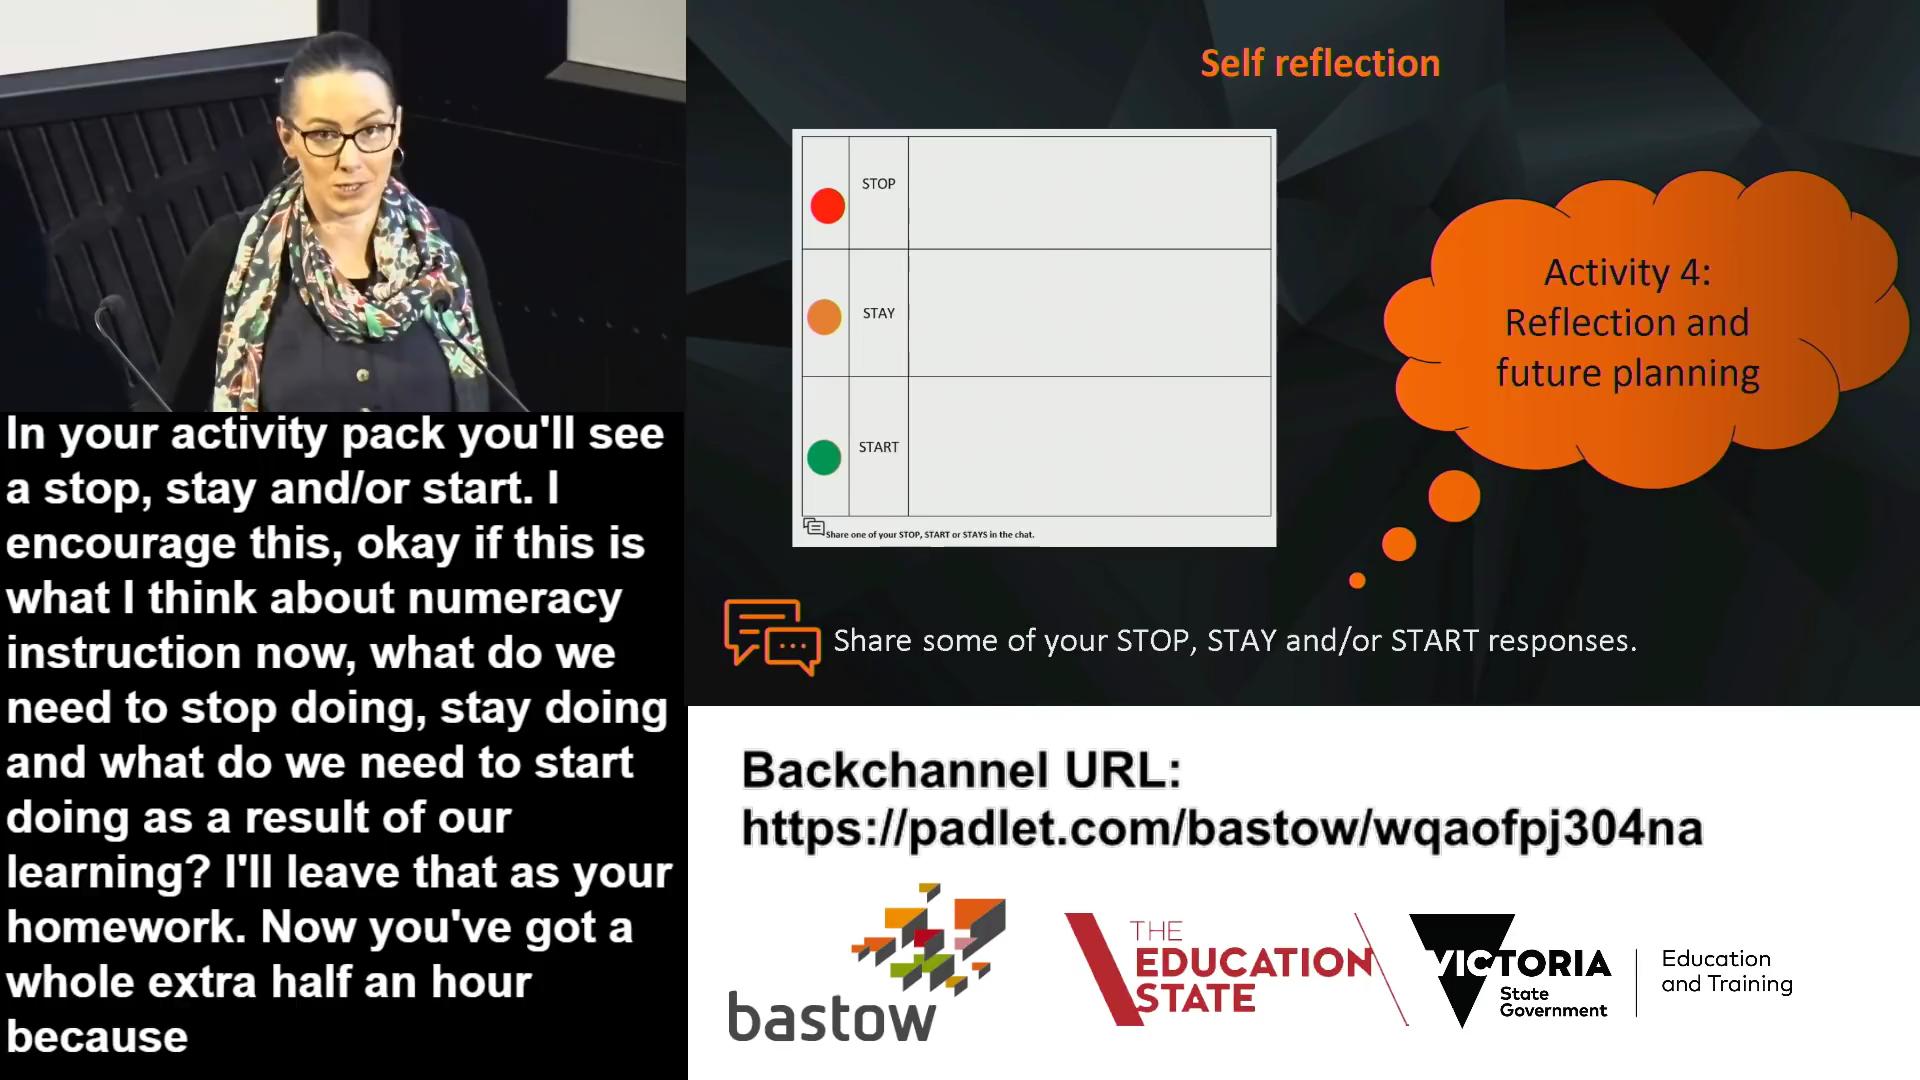 In your activity pack you'll see
a stop, stay and/or start. I
encourage this, okay if this is
what I think about numeracy
instruction now, what do we
need to stop doing, stay doing
and what do we need to start
doing as a result of our
learning? I'll leave that as your
homework. Now you've got a
whole extra half an hour
because
Self reflection
STOP
STAY
START
Share one of your STOP, START or STAYS in the chat.
Activity 4:
Reflection and
future planning
Share some of your STOP, STAY and/or START responses.
Backchannel URL:
https://padlet.com/bastow/wqaofpj304na
bastow
THE
EDUCATION
STATE
VICTORIA
State
Government
Education
and Training